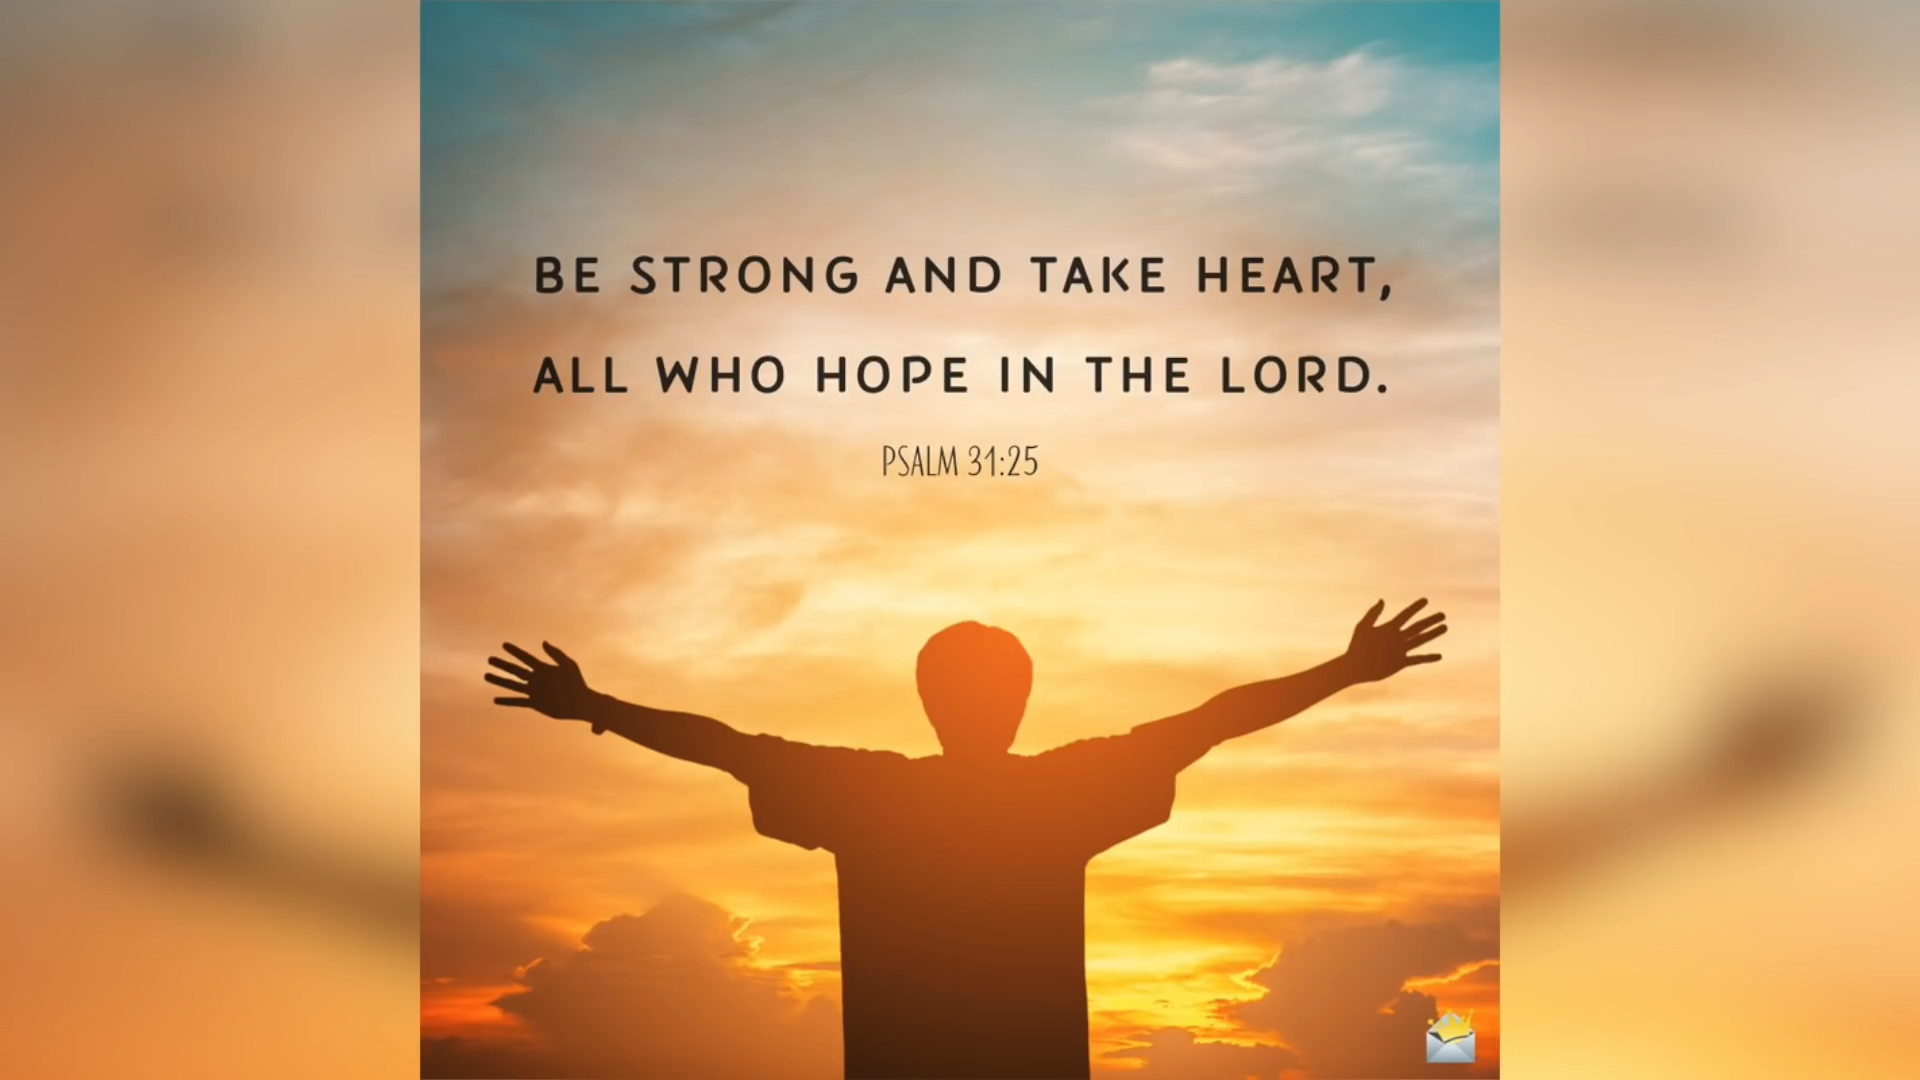 BE STRONG AND TAKE HEART,
ALL WHO HOPE IN THE LORD.
PSALM 31:25